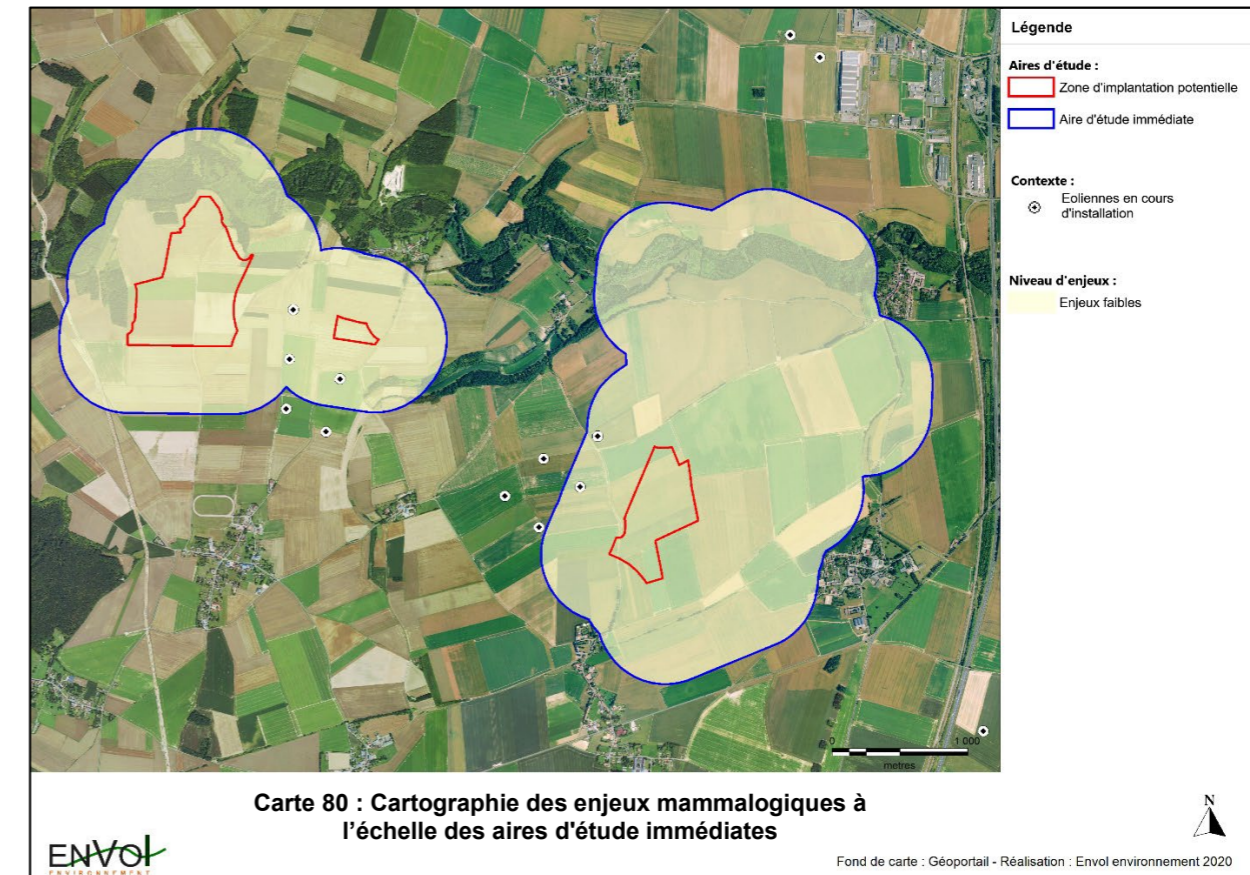 Légende
Aires d'étude :
Zone d'implantation potentielle
Aire d'étude immédiate
Contexte :
Eoliennes en cours
d'installation
Niveau d'enjeux :
Enjeux faibles
0 1 000
metres
Carte 80 : Cartographie des enjeux mammalogiques à
l'échelle des aires d'étude immédiates
N
ENVOl
ENVIRONNEMENT
Fond de carte : Géoportail - Réalisation : Envol environnement 2020